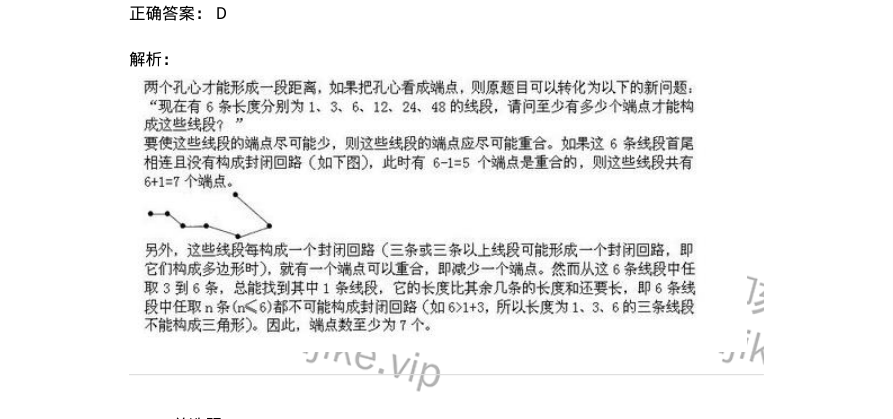 正确答案： D
解析：
两个孔心才能形成一段距离，如果把孔心看成端点，则原题目可以转化为以下的新问题：
“现在有 6 条长度分别为 1、3、6、12、24、48 的线段，请问至少有多少个端点才能构
成这些线段？”
要使这些线段的端点尽可能少，则这些线段的端点应尽可能重合。如果这 6 条线段首尾
相连且没有构成封闭回路（如下图），此时有 6-1=5 个端点是重合的，则这些线段共有
6+1=7 个端点。
另外，这些线段每构成一个封闭回路（三条或三条以上线段可能形成一个封闭回路，即
它们构成多边形时），就有一个端点可以重合，即减少一个端点。然而从这 6 条线段中任
取 3 到 6 条，总能找到其中 1 条线段，它的长度比其余几条的长度和还要长，即 6 条线
段中任取 n 条(n≤6)都不可能构成封闭回路（如 6>1+3，所以长度为 1、3、6 的三条线段
不能构成三角形）。因此，端点数至少为 7 个。